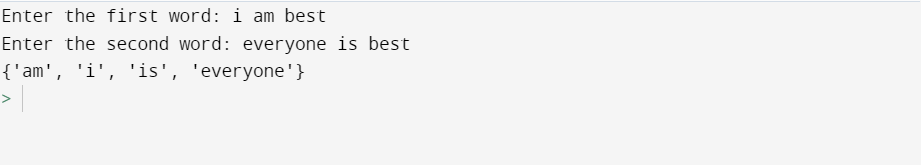 Enter the first word: i am best
Enter the second word: everyone is best
{'am', 'i', 'is', 'everyone'}
>